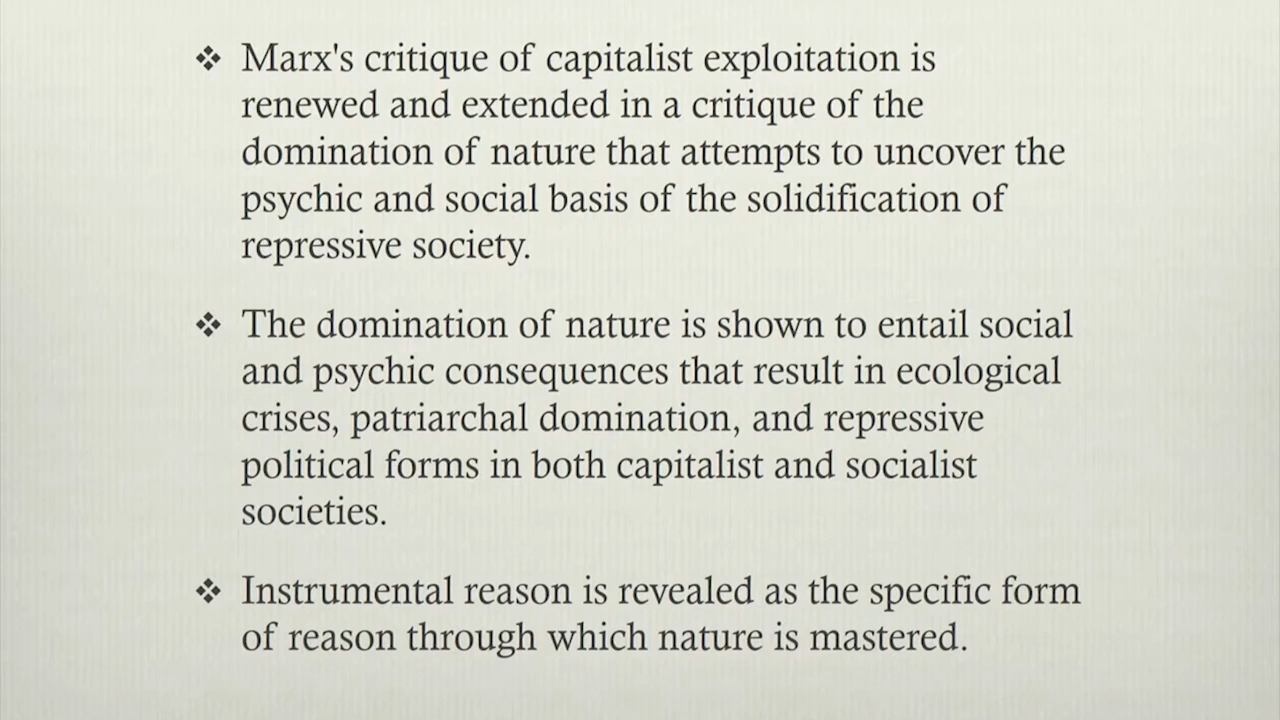 ❖ Marx's critique of capitalist exploitation is
renewed and extended in a critique of the
domination of nature that attempts to uncover the
psychic and social basis of the solidification of
repressive society.
❖ The domination of nature is shown to entail social
and psychic consequences that result in ecological
crises, patriarchal domination, and repressive
political forms in both capitalist and socialist
societies.
❖ Instrumental reason is revealed as the specific form
of reason through which nature is mastered.